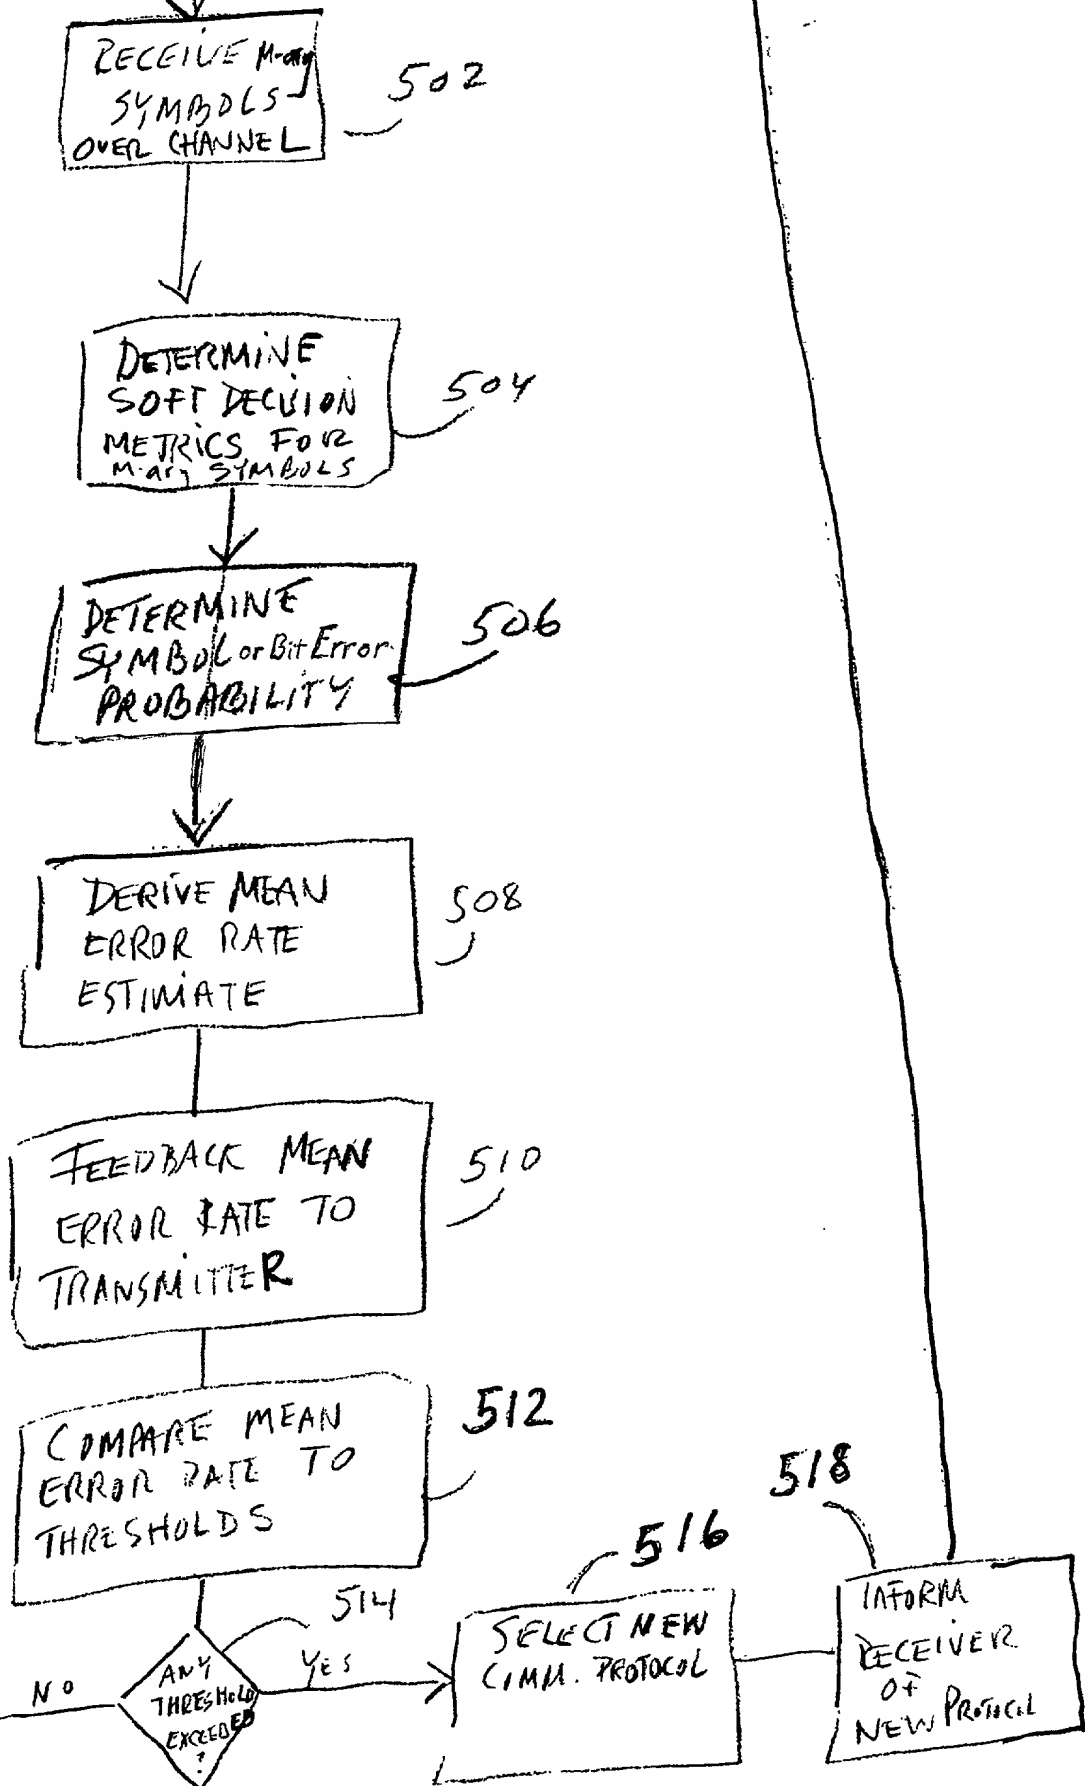 RECEIVE M-ary
SYMBOLS
OVER CHANNEL
502
DETERMINE
SOFT DECISION
METRICS FOR
M-ary SYMBOLS
504
DETERMINE
SYMBOL or Bit Error
PROBABILITY
506
DERIVE MEAN
ERROR RATE
ESTIMATE
508
FEEDBACK MEAN
ERROR RATE TO
TRANSMITTER
510
COMPARE MEAN
ERROR RATE TO
THRESHOLDS
512
514
ANY
THRESHOLD
EXCEEDED
?
NO
YES
516
SELECT NEW
COMM. PROTOCOL
518
INFORM
RECEIVER
OF
NEW PROTOCOL